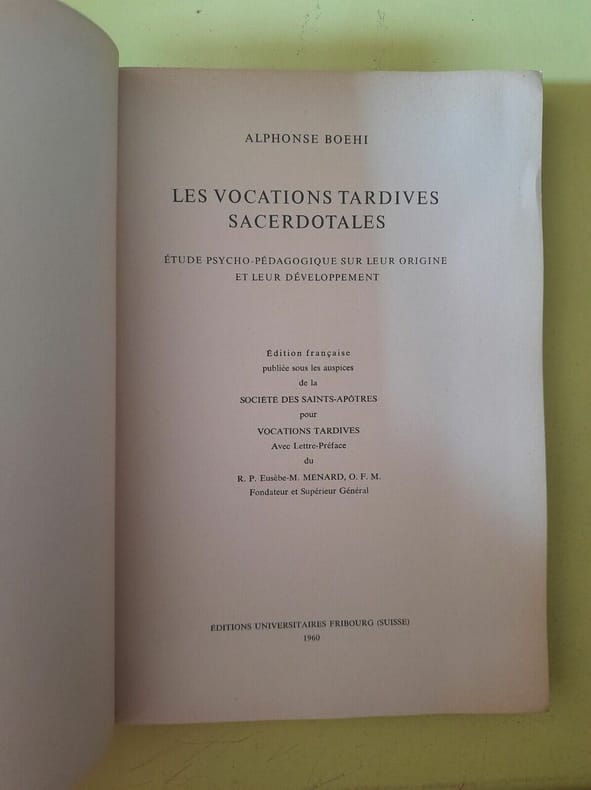 ALPHONSE BOEHI
LES VOCATIONS TARDIVES
SACERDOTALES
ÉTUDE PSYCHO-PÉDAGOGIQUE SUR LEUR ORIGINE
ET LEUR DÉVELOPPEMENT
Édition française
publiée sous les auspices
de la
SOCIÉTÉ DES SAINTS-APÔTRES
pour
VOCATIONS TARDIVES
Avec Lettre-Préface
du
R. P. Eusèbe-M. MENARD, O. F. M.
Fondateur et Supérieur Général
ÉDITIONS UNIVERSITAIRES FRIBOURG (SUISSE)
1960